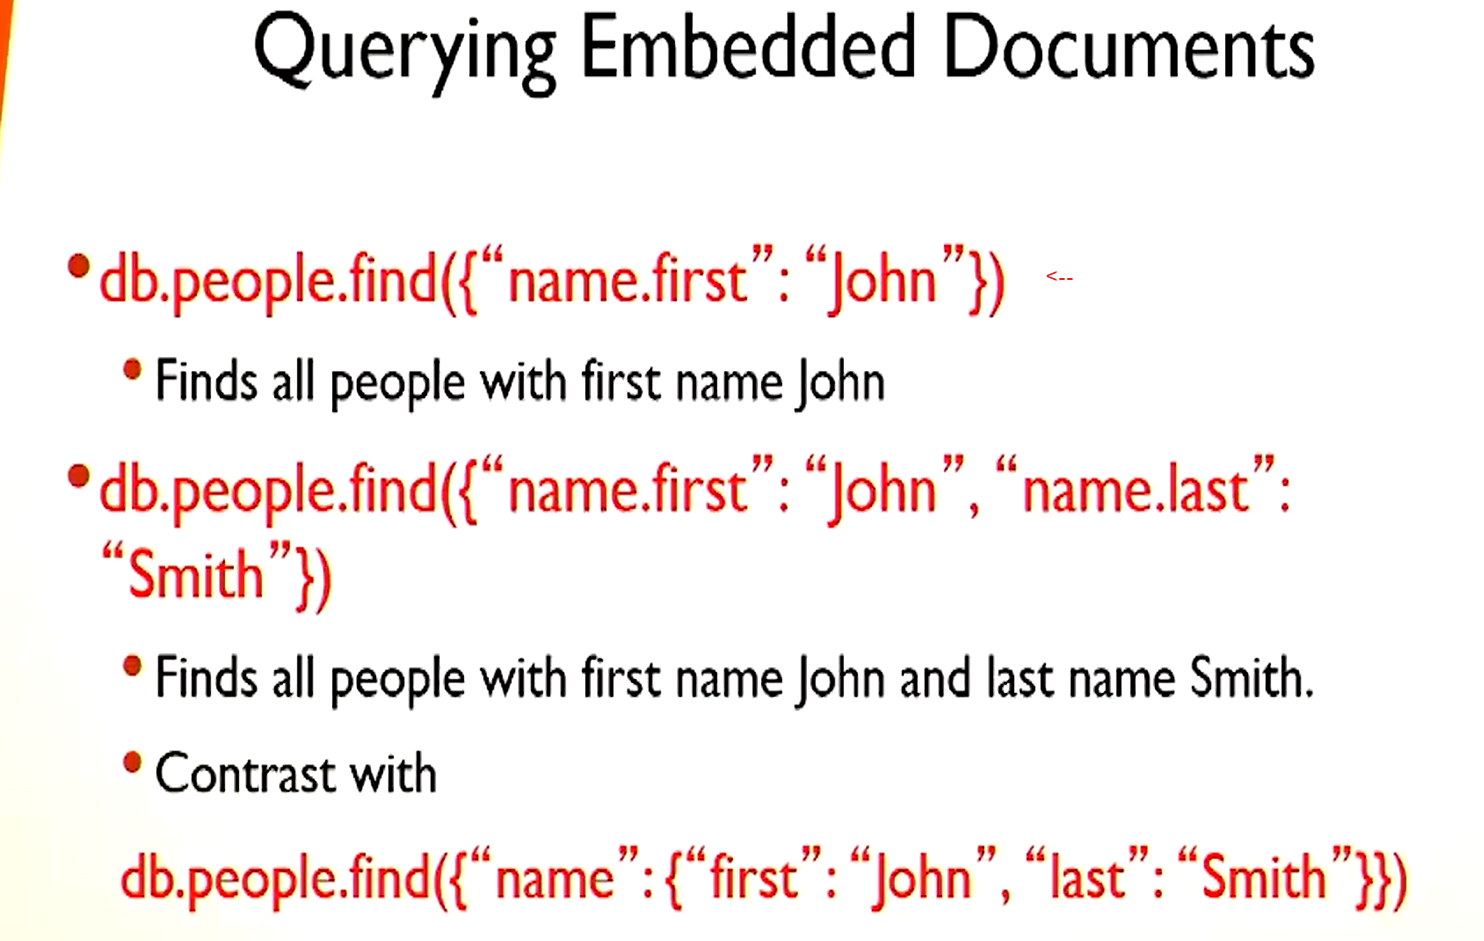 Querying Embedded Documents
•db.people.find({“name.first”: “John”}) <--
• Finds all people with first name John
•db.people.find({“name.first”: “John”, “name.last”:
“Smith”})
• Finds all people with first name John and last name Smith.
• Contrast with
db.people.find({“name”: {“first”: “John”, “last”: “Smith”}})